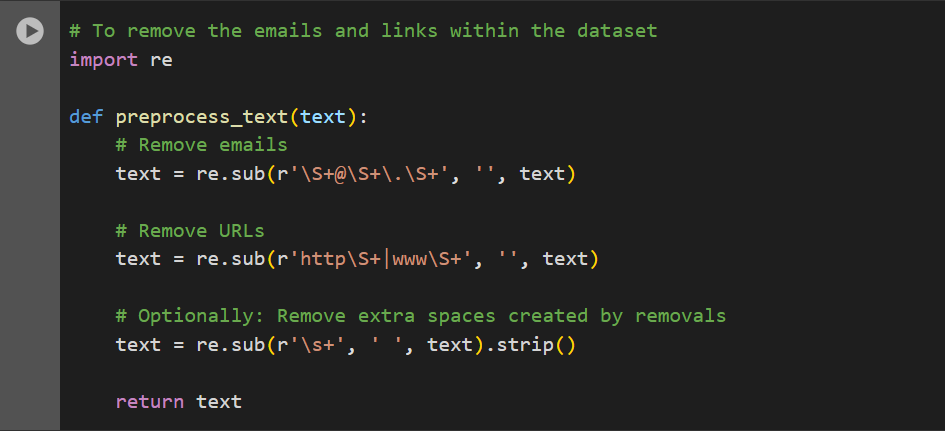 # To remove the emails and links within the dataset
import re
def preprocess_text(text):
# Remove emails
text = re.sub(r'\S+@\S+\.\S+', '', text)
# Remove URLs
text = re.sub(r'http\S+|www\S+', '', text)
# Optionally: Remove extra spaces created by removals
text = re.sub(r'\s+', ' ', text).strip()
return text